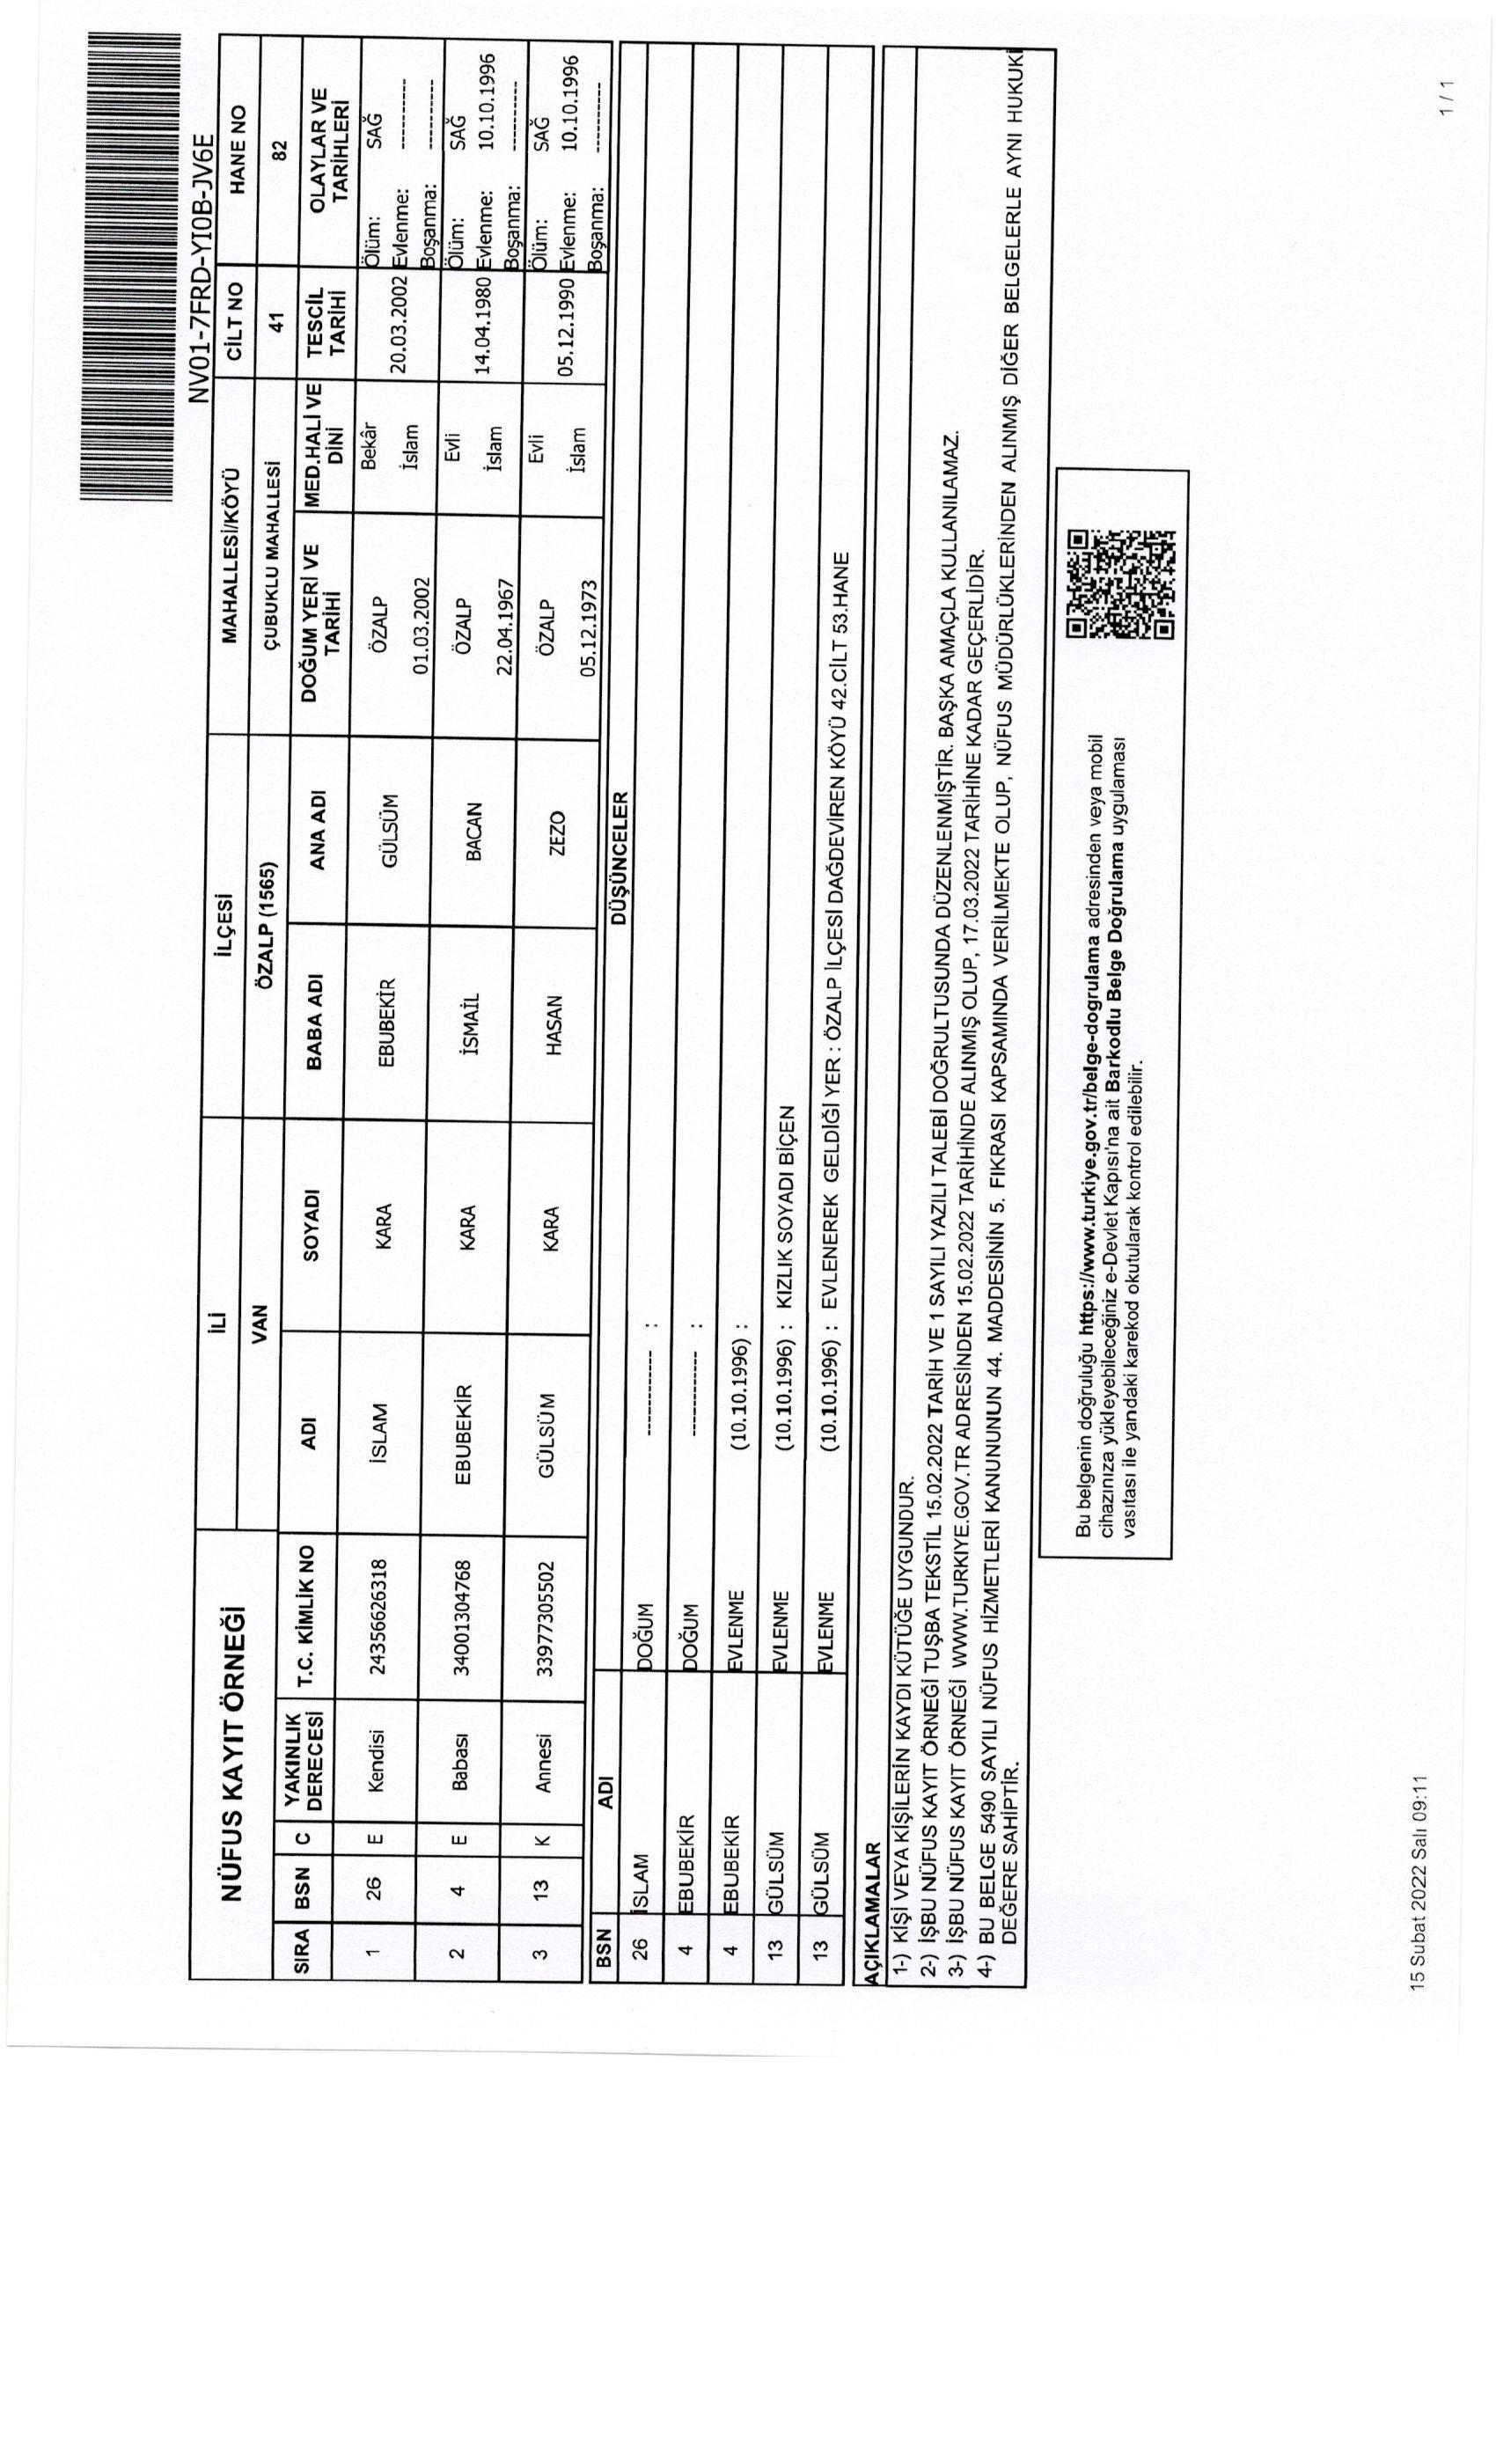 NV01-7FRD-YI0B-JV6E
NÜFUS KAYIT ÖRNEĞİ
İLİ İLÇESİ MAHALLESİ/KÖYÜ CİLT NO HANE NO
VAN ÖZALP (1565) ÇUBUKLU MAHALLESİ 41 82
SIRA BSN C YAKINLIK DERECESİ T.C. KİMLİK NO ADI SOYADI BABA ADI ANA ADI DOĞUM YERİ VE TARİHİ MED.HALİ VE DİNİ TESCİL TARİHİ OLAYLAR VE TARİHLERİ
1 26 E Kendisi 24356626318 İSLAM KARA EBUBEKİR GÜLSÜM ÖZALP 01.03.2002 Bekâr İslam 20.03.2002 Ölüm: SAĞ Evlenme: ---------- Boşanma: ----------
2 4 E Babası 34001304768 EBUBEKİR KARA İSMAİL BACAN ÖZALP 22.04.1967 Evli İslam 14.04.1980 Ölüm: SAĞ Evlenme: 10.10.1996 Boşanma: ----------
3 13 K Annesi 33977305502 GÜLSÜM KARA HASAN ZEZO ÖZALP 05.12.1973 Evli İslam 05.12.1990 Ölüm: SAĞ Evlenme: 10.10.1996 Boşanma: ----------
BSN ADI DÜŞÜNCELER
26 İSLAM DOĞUM ------------ :
4 EBUBEKİR DOĞUM ------------ :
4 EBUBEKİR EVLENME (10.10.1996) :
13 GÜLSÜM EVLENME (10.10.1996) : KIZLIK SOYADI BİÇEN
13 GÜLSÜM EVLENME (10.10.1996) : EVLENEREK GELDİĞİ YER : ÖZALP İLÇESİ DAĞDEVİREN KÖYÜ 42.CİLT 53.HANE
AÇIKLAMALAR
1-) KİŞİ VEYA KİŞİLERİN KAYDI KÜTÜĞE UYGUNDUR.
2-) İŞBU NÜFUS KAYIT ÖRNEĞİ TUŞBA TEKSTİL 15.02.2022 TARİH VE 1 SAYILI YAZILI TALEBİ DOĞRULTUSUNDA DÜZENLENMİŞTİR. BAŞKA AMAÇLA KULLANILAMAZ.
3-) İŞBU NÜFUS KAYIT ÖRNEĞİ WWW.TURKIYE.GOV.TR ADRESİNDEN 15.02.2022 TARİHİNDE ALINMIŞ OLUP, 17.03.2022 TARİHİNE KADAR GEÇERLİDİR.
4-) BU BELGE 5490 SAYILI NÜFUS HİZMETLERİ KANUNUNUN 44. MADDESİNİN 5. FIKRASI KAPSAMINDA VERİLMEKTE OLUP, NÜFUS MÜDÜRLÜKLERİNDEN ALINMIŞ DİĞER BELGELERLE AYNI HUKUKİ
DEĞERE SAHİPTİR.
Bu belgenin doğruluğu https://www.turkiye.gov.tr/belge-dogrulama adresinden veya mobil
cihazınıza yükleyebileceğiniz e-Devlet Kapısı'na ait Barkodlu Belge Doğrulama uygulaması
vasıtası ile yandaki karekod okutularak kontrol edilebilir.
15 Subat 2022 Salı 09:11
1 / 1